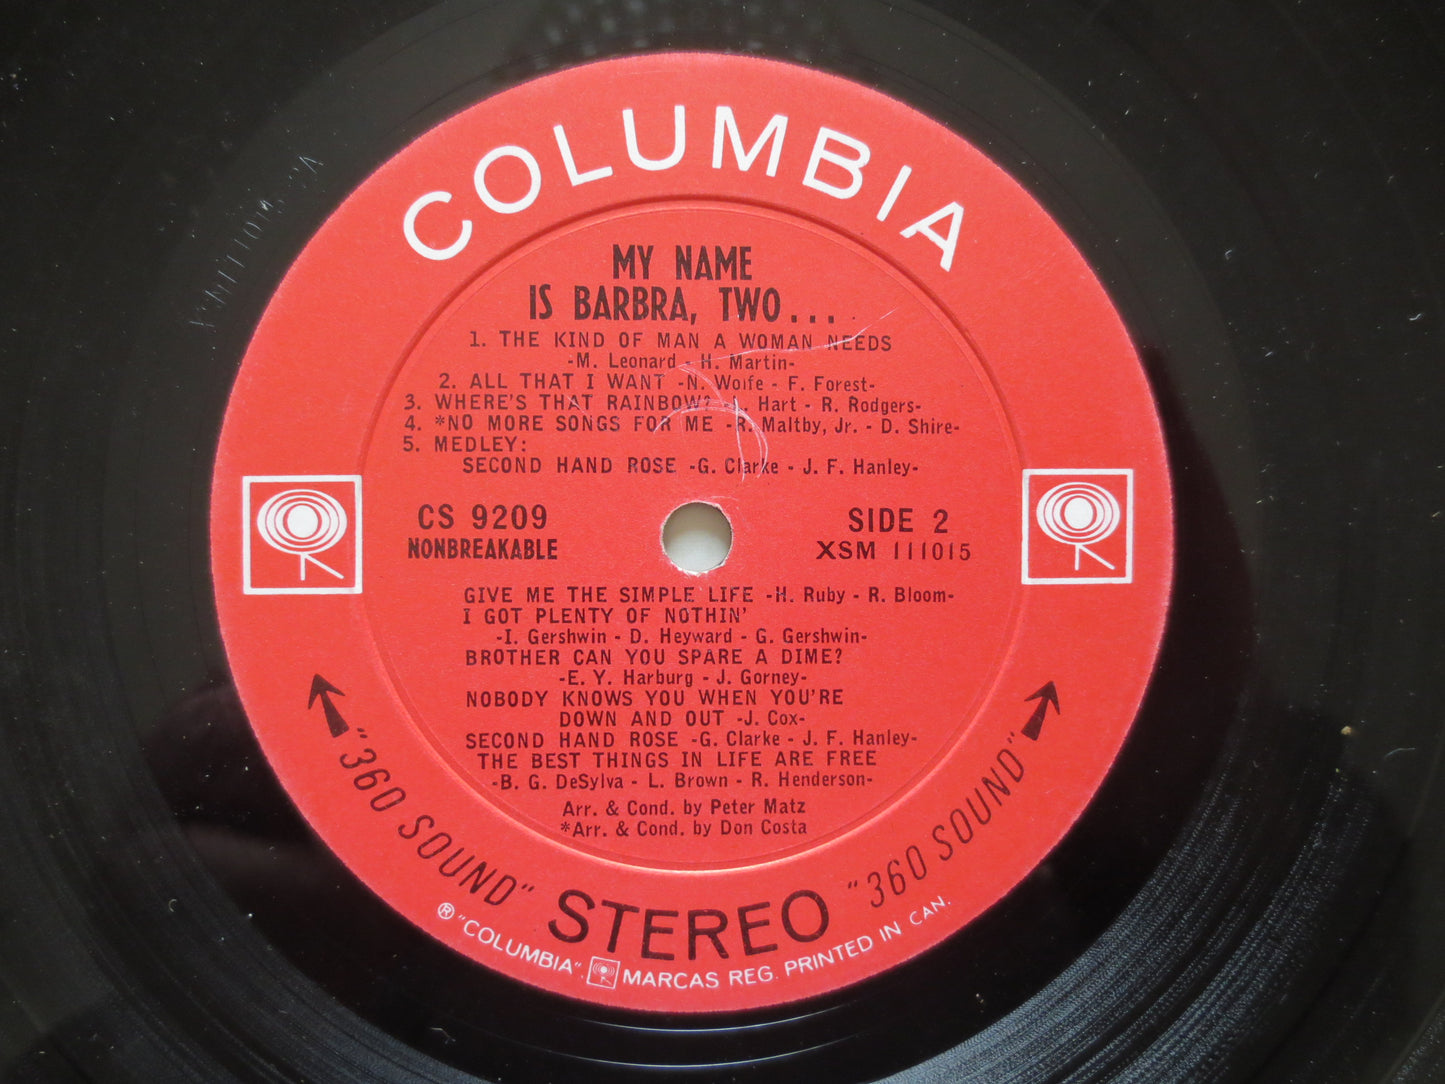 COLUMBIA
MY NAME
IS BARBRA, TWO...
1. THE KIND OF MAN A WOMAN NEEDS
-M. Leonard - H. Martin-
2. ALL THAT I WANT -N. Wolfe - F. Forest-
3. WHERE'S THAT RAINBOW? -L. Hart - R. Rodgers-
4. *NO MORE SONGS FOR ME -R. Maltby, Jr. - D. Shire-
5. MEDLEY:
SECOND HAND ROSE -G. Clarke - J. F. Hanley-
CS 9209
NONBREAKABLE
SIDE 2
XSM 111015
GIVE ME THE SIMPLE LIFE -H. Ruby - R. Bloom-
I GOT PLENTY OF NOTHIN'
-I. Gershwin - D. Heyward - G. Gershwin-
BROTHER CAN YOU SPARE A DIME?
-E. Y. Harburg - J. Gorney-
NOBODY KNOWS YOU WHEN YOU'RE
DOWN AND OUT -J. Cox-
SECOND HAND ROSE -G. Clarke - J. F. Hanley-
THE BEST THINGS IN LIFE ARE FREE
-B. G. DeSylva - L. Brown - R. Henderson-
Arr. & Cond. by Peter Matz
*Arr. & Cond. by Don Costa
"360 SOUND" STEREO "360 SOUND"
® "COLUMBIA", MARCAS REG. PRINTED IN CAN.